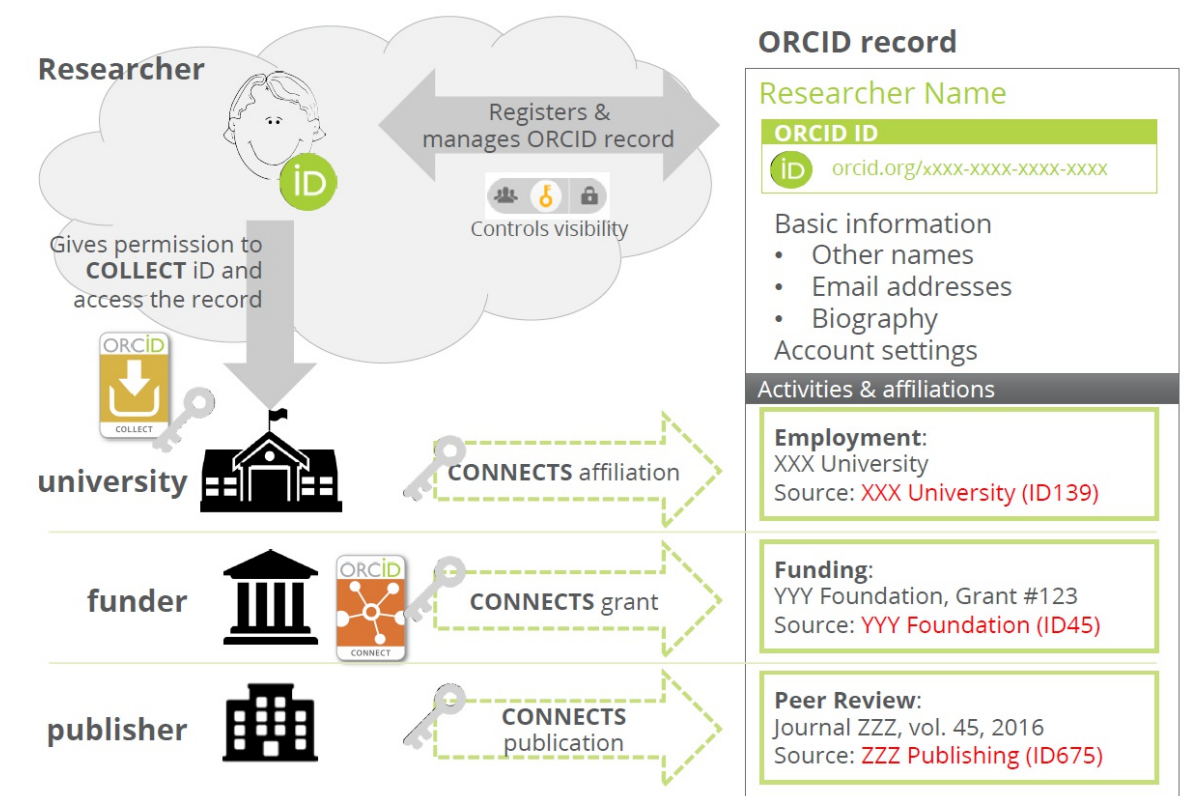 Researcher
iD
Registers &
manages ORCID record
Controls visibility
Gives permission to
COLLECT iD and
access the record
ORCiD
COLLECT
university
CONNECTS affiliation
funder
ORCiD
CONNECT
CONNECTS grant
publisher
CONNECTS
publication
ORCID record
Researcher Name
ORCID ID
iD orcid.org/xxxx-xxxx-xxxx-xxxx
Basic information
• Other names
• Email addresses
• Biography
Account settings
Activities & affiliations
Employment:
XXX University
Source: XXX University (ID139)
Funding:
YYY Foundation, Grant #123
Source: YYY Foundation (ID45)
Peer Review:
Journal ZZZ, vol. 45, 2016
Source: ZZZ Publishing (ID675)